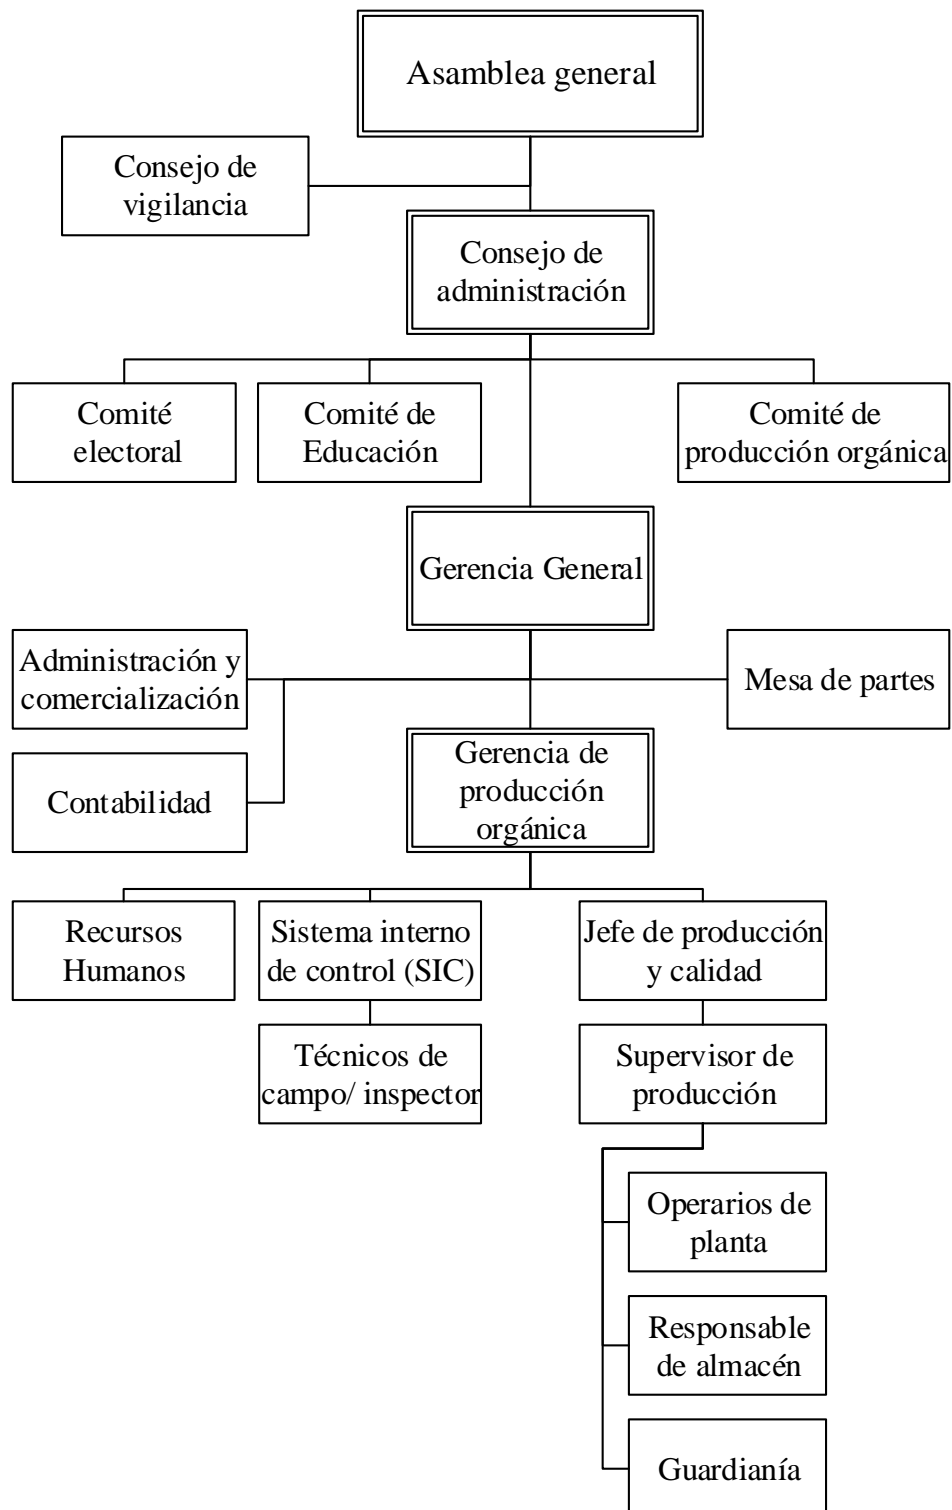 Asamblea general
Consejo de
vigilancia
Consejo de
administración
Comité
electoral
Comité de
Educación
Comité de
producción orgánica
Gerencia General
Administración y
comercialización
Mesa de partes
Contabilidad
Gerencia de
producción
orgánica
Recursos
Humanos
Sistema interno
de control (SIC)
Jefe de producción
y calidad
Técnicos de
campo/ inspector
Supervisor de
producción
Operarios de
planta
Responsable
de almacén
Guardianía